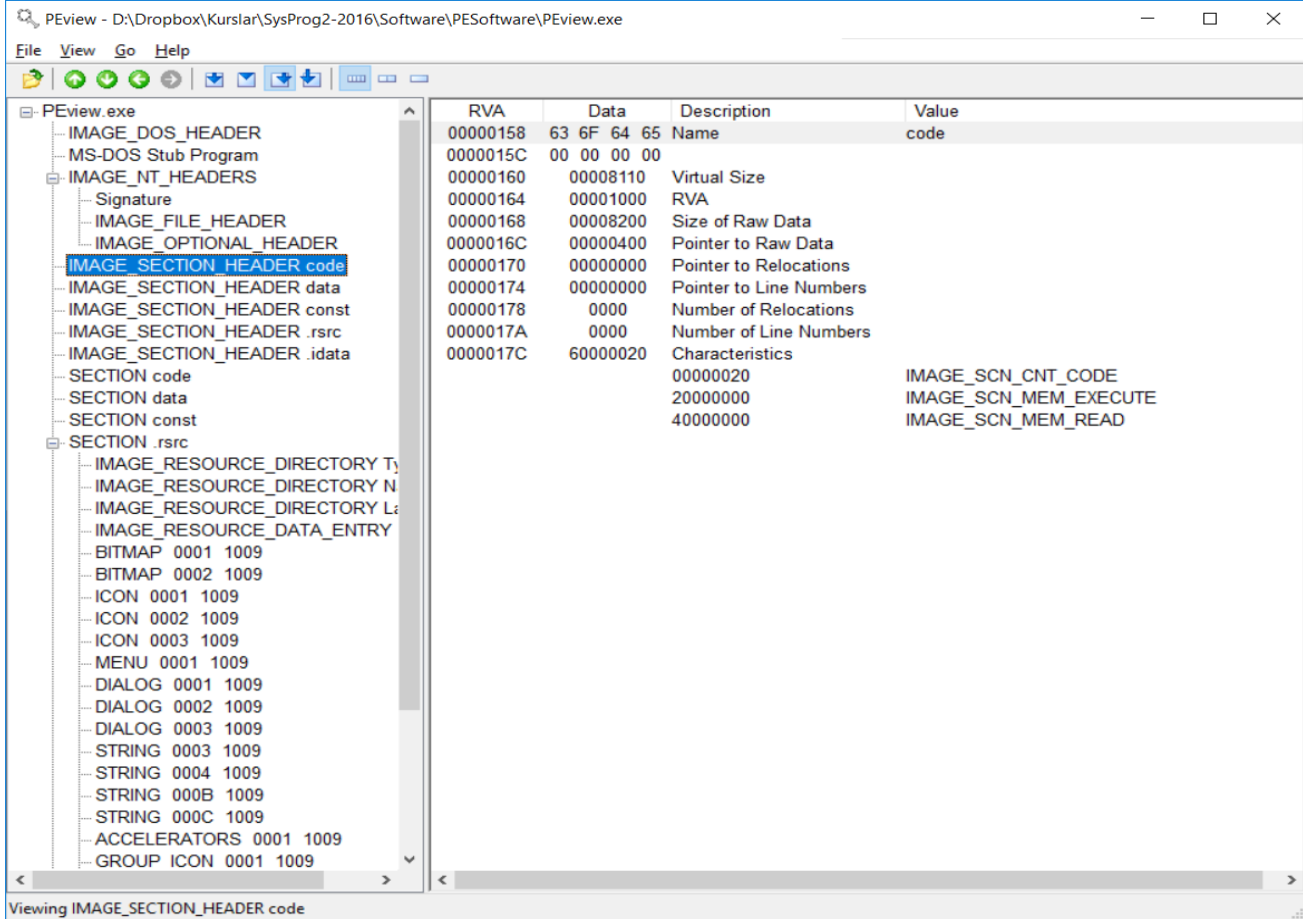 PEview - D:\Dropbox\Kurslar\SysProg2-2016\Software\PESoftware\PEview.exe
File View Go Help
PEview.exe
IMAGE_DOS_HEADER
MS-DOS Stub Program
IMAGE_NT_HEADERS
Signature
IMAGE_FILE_HEADER
IMAGE_OPTIONAL_HEADER
IMAGE_SECTION_HEADER code
IMAGE_SECTION_HEADER data
IMAGE_SECTION_HEADER const
IMAGE_SECTION_HEADER .rsrc
IMAGE_SECTION_HEADER .idata
SECTION code
SECTION data
SECTION const
SECTION .rsrc
IMAGE_RESOURCE_DIRECTORY Ty
IMAGE_RESOURCE_DIRECTORY N
IMAGE_RESOURCE_DIRECTORY La
IMAGE_RESOURCE_DATA_ENTRY
BITMAP 0001 1009
BITMAP 0002 1009
ICON 0001 1009
ICON 0002 1009
ICON 0003 1009
MENU 0001 1009
DIALOG 0001 1009
DIALOG 0002 1009
DIALOG 0003 1009
STRING 0003 1009
STRING 0004 1009
STRING 000B 1009
STRING 000C 1009
ACCELERATORS 0001 1009
GROUP ICON 0001 1009
RVA Data Description Value
00000158 63 6F 64 65 Name code
0000015C 00 00 00 00
00000160 00008110 Virtual Size
00000164 00001000 RVA
00000168 00008200 Size of Raw Data
0000016C 00000400 Pointer to Raw Data
00000170 00000000 Pointer to Relocations
00000174 00000000 Pointer to Line Numbers
00000178 0000 Number of Relocations
0000017A 0000 Number of Line Numbers
0000017C 60000020 Characteristics
00000020 IMAGE_SCN_CNT_CODE
20000000 IMAGE_SCN_MEM_EXECUTE
40000000 IMAGE_SCN_MEM_READ
Viewing IMAGE_SECTION_HEADER code